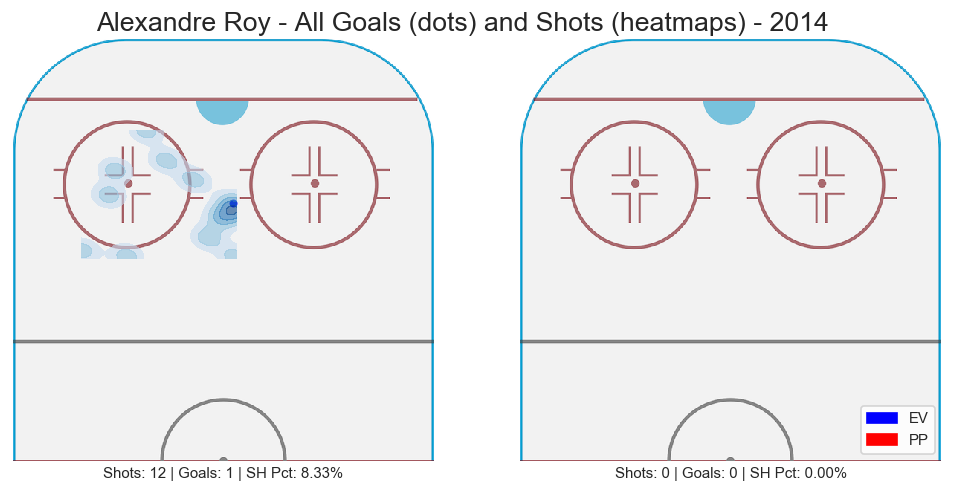 Alexandre Roy - All Goals (dots) and Shots (heatmaps) - 2014
EV
PP
Shots: 12 | Goals: 1 | SH Pct: 8.33%
Shots: 0 | Goals: 0 | SH Pct: 0.00%